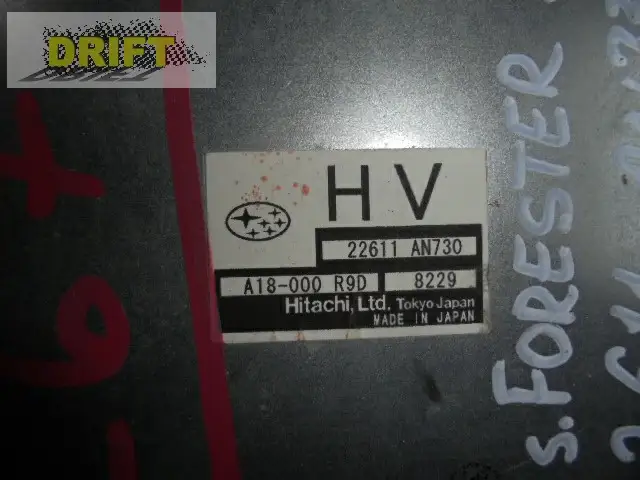 DRIFT
HV
22611 AN730
A18-000 R9D 8229
Hitachi, Ltd. Tokyo Japan
MADE IN JAPAN
S. FORESTER